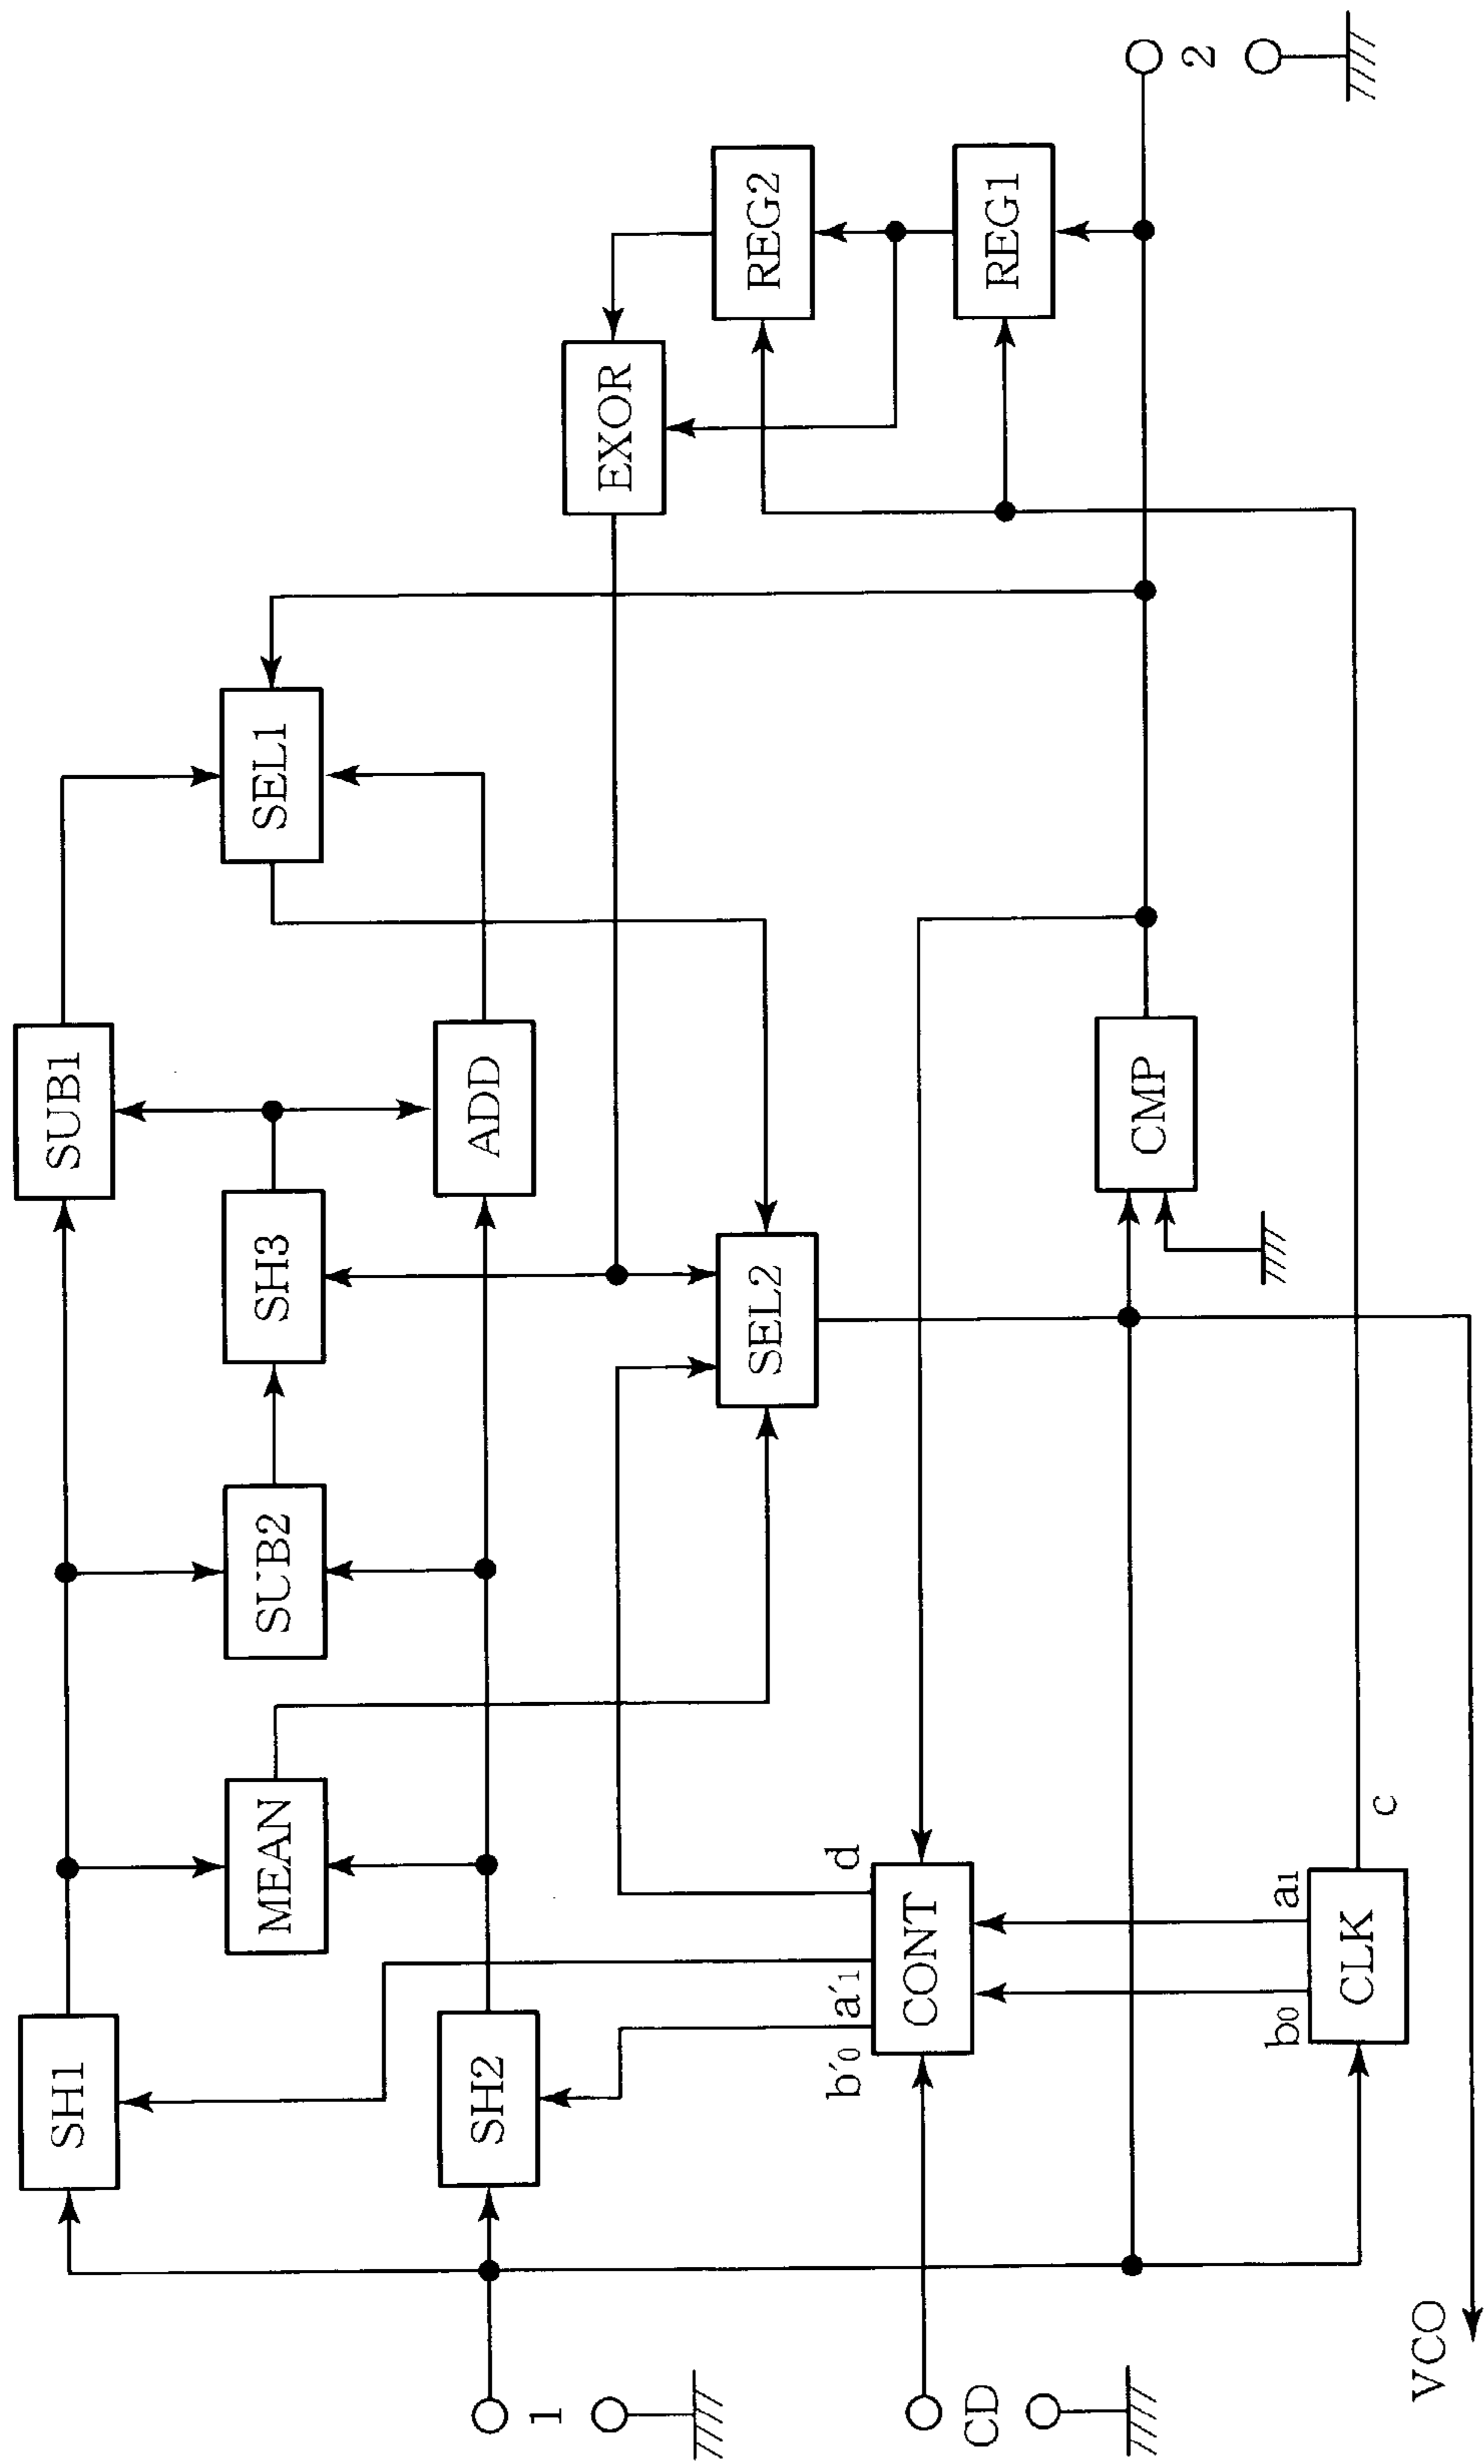 SH1
MEAN
SUB2
SH3
SUB1
SEL1
SH2
ADD
EXOR
REG2
REG1
1
SEL2
b'0
a'1
d
CONT
CD
CMP
2
b0
a1
CLK
c
VCO